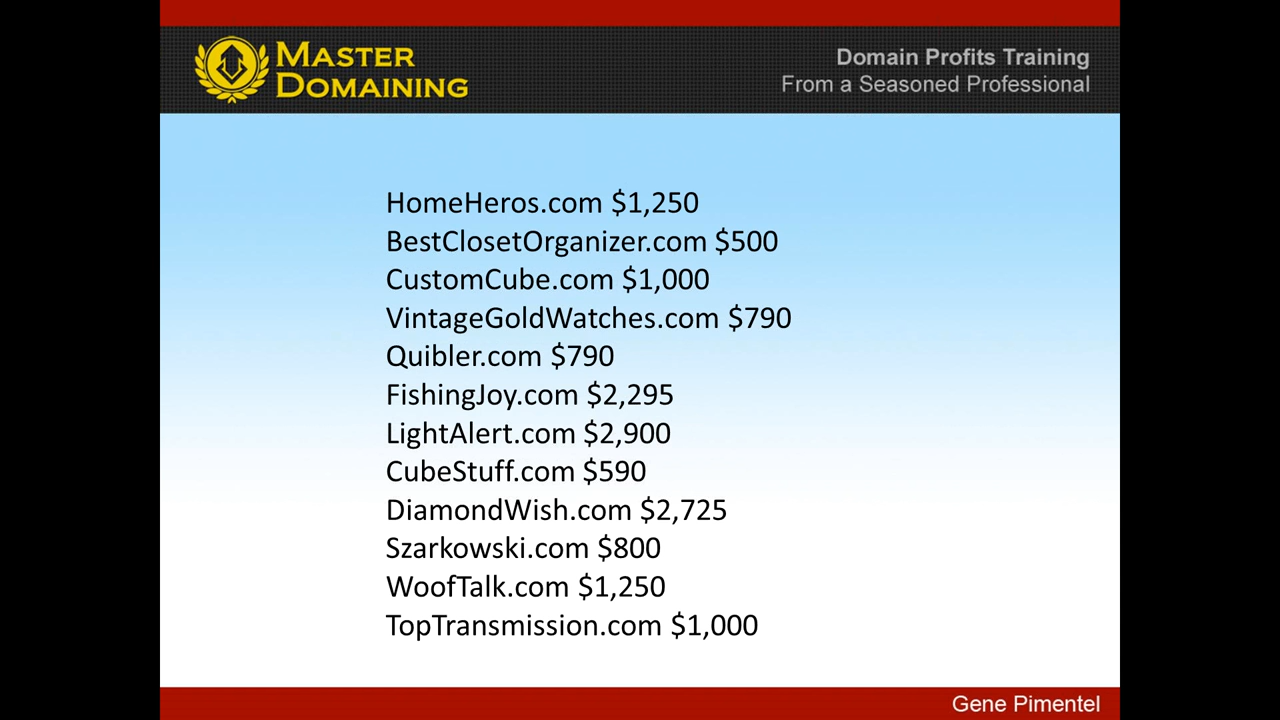 MASTER
DOMAINING
Domain Profits Training
From a Seasoned Professional
HomeHeros.com $1,250
BestClosetOrganizer.com $500
CustomCube.com $1,000
VintageGoldWatches.com $790
Quibler.com $790
FishingJoy.com $2,295
LightAlert.com $2,900
CubeStuff.com $590
DiamondWish.com $2,725
Szarkowski.com $800
WoofTalk.com $1,250
TopTransmission.com $1,000
Gene Pimentel